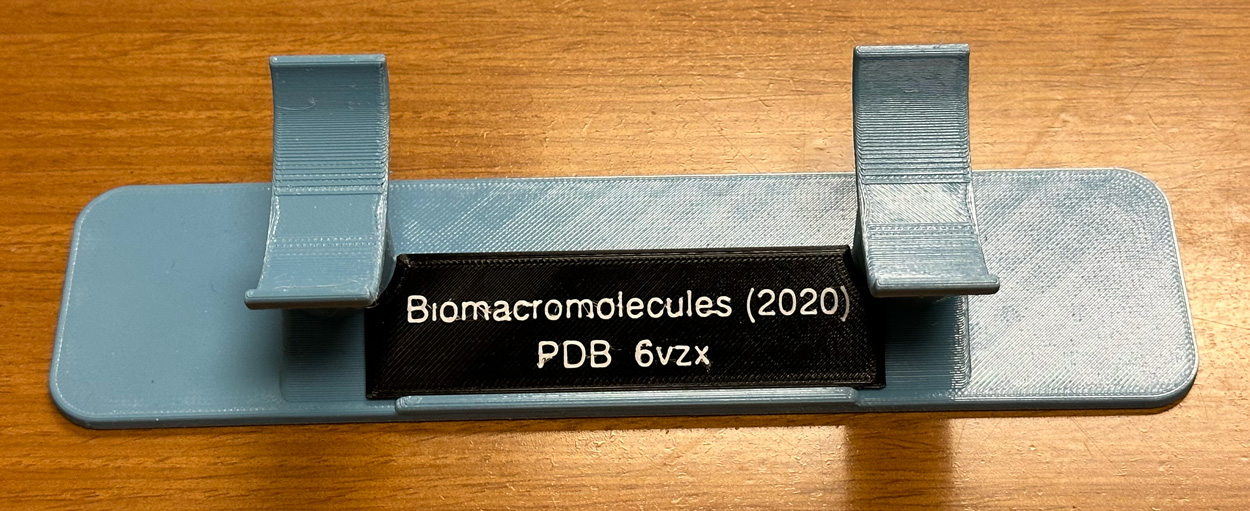 Biomacromolecules (2020)
PDB 6vzx